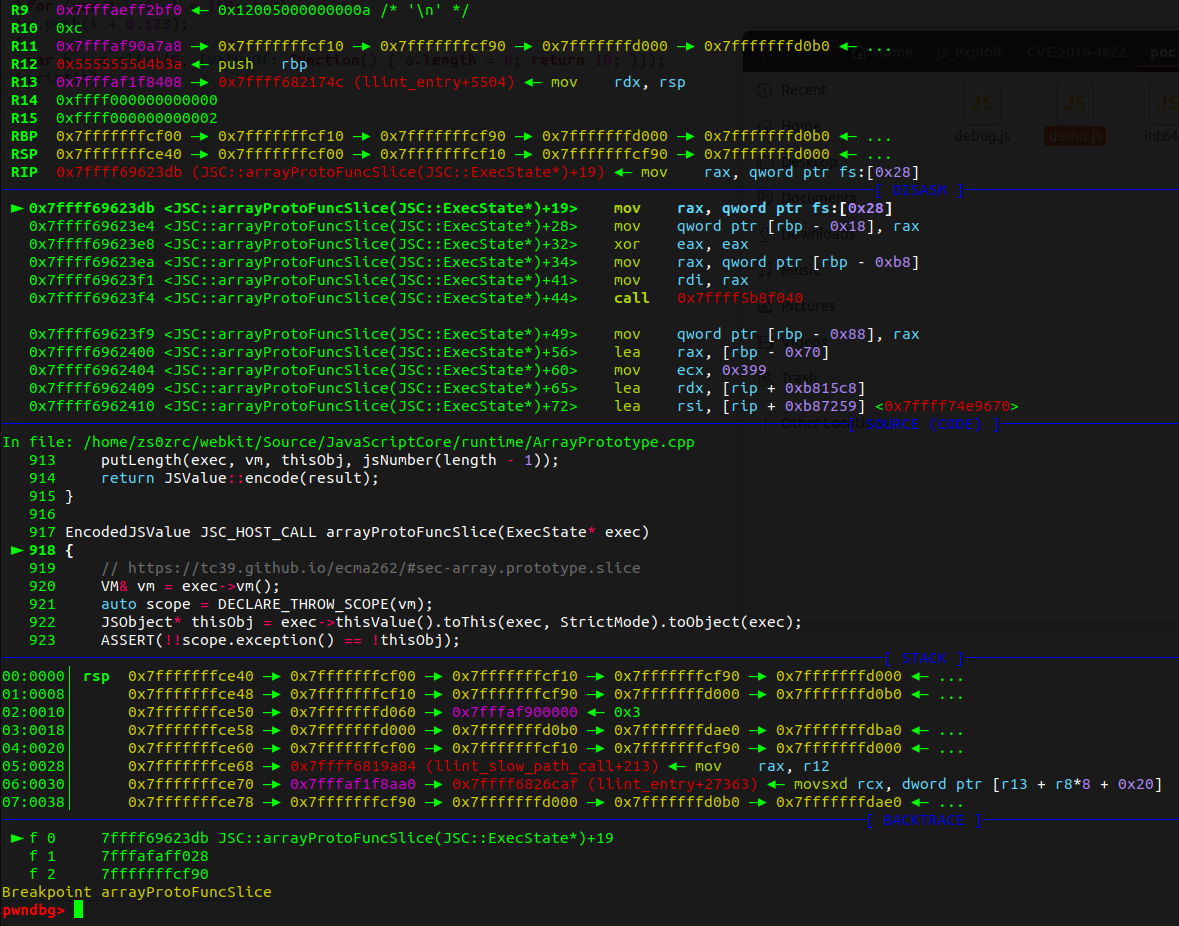 R9   0x7fffaeff2bf0 ◂— 0x12005000000000a /* '\n' */
R10  0xc
R11  0x7fffaf90a7a8 —▸ 0x7fffffffcf10 —▸ 0x7fffffffcf90 —▸ 0x7fffffffd000 —▸ 0x7fffffffd0b0 ◂— ...
R12  0x5555555d4b3a ◂— push   rbp
R13  0x7fffaf1f8408 —▸ 0x7ffff682174c (llint_entry+5504) ◂— mov    rdx, rsp
R14  0xffff000000000000
R15  0xffff000000000002
RBP  0x7fffffffcf00 —▸ 0x7fffffffcf10 —▸ 0x7fffffffcf90 —▸ 0x7fffffffd000 —▸ 0x7fffffffd0b0 ◂— ...
RSP  0x7fffffffce40 —▸ 0x7fffffffcf00 —▸ 0x7fffffffcf10 —▸ 0x7fffffffcf90 —▸ 0x7fffffffd000 ◂— ...
RIP  0x7ffff69623db (JSC::arrayProtoFuncSlice(JSC::ExecState*)+19) ◂— mov    rax, qword ptr fs:[0x28]
[ DISASM ]
► 0x7ffff69623db <JSC::arrayProtoFuncSlice(JSC::ExecState*)+19>    mov    rax, qword ptr fs:[0x28]
0x7ffff69623e4 <JSC::arrayProtoFuncSlice(JSC::ExecState*)+28>    mov    qword ptr [rbp - 0x18], rax
0x7ffff69623e8 <JSC::arrayProtoFuncSlice(JSC::ExecState*)+32>    xor    eax, eax
0x7ffff69623ea <JSC::arrayProtoFuncSlice(JSC::ExecState*)+34>    mov    rax, qword ptr [rbp - 0xb8]
0x7ffff69623f1 <JSC::arrayProtoFuncSlice(JSC::ExecState*)+41>    mov    rdi, rax
0x7ffff69623f4 <JSC::arrayProtoFuncSlice(JSC::ExecState*)+44>    call   0x7ffff5b8f040
0x7ffff69623f9 <JSC::arrayProtoFuncSlice(JSC::ExecState*)+49>    mov    qword ptr [rbp - 0x88], rax
0x7ffff6962400 <JSC::arrayProtoFuncSlice(JSC::ExecState*)+56>    lea    rax, [rbp - 0x70]
0x7ffff6962404 <JSC::arrayProtoFuncSlice(JSC::ExecState*)+60>    mov    ecx, 0x399
0x7ffff6962409 <JSC::arrayProtoFuncSlice(JSC::ExecState*)+65>    lea    rdx, [rip + 0xb815c8]
0x7ffff6962410 <JSC::arrayProtoFuncSlice(JSC::ExecState*)+72>    lea    rsi, [rip + 0xb87259] <0x7ffff74e9670>
[ SOURCE (CODE) ]
In file: /home/zs0zrc/webkit/Source/JavaScriptCore/runtime/ArrayPrototype.cpp
913     putLength(exec, vm, thisObj, jsNumber(length - 1));
914     return JSValue::encode(result);
915 }
916
917 EncodedJSValue JSC_HOST_CALL arrayProtoFuncSlice(ExecState* exec)
► 918 {
919     // https://tc39.github.io/ecma262/#sec-array.prototype.slice
920     VM& vm = exec->vm();
921     auto scope = DECLARE_THROW_SCOPE(vm);
922     JSObject* thisObj = exec->thisValue().toThis(exec, StrictMode).toObject(exec);
923     ASSERT(!!scope.exception() == !thisObj);
[ STACK ]
00:0000│ rsp  0x7fffffffce40 —▸ 0x7fffffffcf00 —▸ 0x7fffffffcf10 —▸ 0x7fffffffcf90 —▸ 0x7fffffffd000 ◂— ...
01:0008│      0x7fffffffce48 —▸ 0x7fffffffcf10 —▸ 0x7fffffffcf90 —▸ 0x7fffffffd000 —▸ 0x7fffffffd0b0 ◂— ...
02:0010│      0x7fffffffce50 —▸ 0x7fffffffd060 —▸ 0x7fffaf900000 ◂— 0x3
03:0018│      0x7fffffffce58 —▸ 0x7fffffffd000 —▸ 0x7fffffffd0b0 —▸ 0x7fffffffdae0 —▸ 0x7fffffffdba0 ◂— ...
04:0020│      0x7fffffffce60 —▸ 0x7fffffffcf00 —▸ 0x7fffffffcf10 —▸ 0x7fffffffcf90 —▸ 0x7fffffffd000 ◂— ...
05:0028│      0x7fffffffce68 —▸ 0x7ffff6819a84 (llint_slow_path_call+213) ◂— mov    rax, r12
06:0030│      0x7fffffffce70 —▸ 0x7fffaf1f8aa0 —▸ 0x7ffff6826caf (llint_entry+27363) ◂— movsxd rcx, dword ptr [r13 + r8*8 + 0x20]
07:0038│      0x7fffffffce78 —▸ 0x7fffffffcf90 —▸ 0x7fffffffd000 —▸ 0x7fffffffd0b0 —▸ 0x7fffffffdae0 ◂— ...
[ BACKTRACE ]
► f 0     7ffff69623db JSC::arrayProtoFuncSlice(JSC::ExecState*)+19
f 1     7fffafaff028
f 2     7fffffffcf90
Breakpoint arrayProtoFuncSlice
pwndbg>
js_exploit
CVE-2016-4622
poc
Recent
Home
debug.js
demo.js
int64
Pictures
Trash